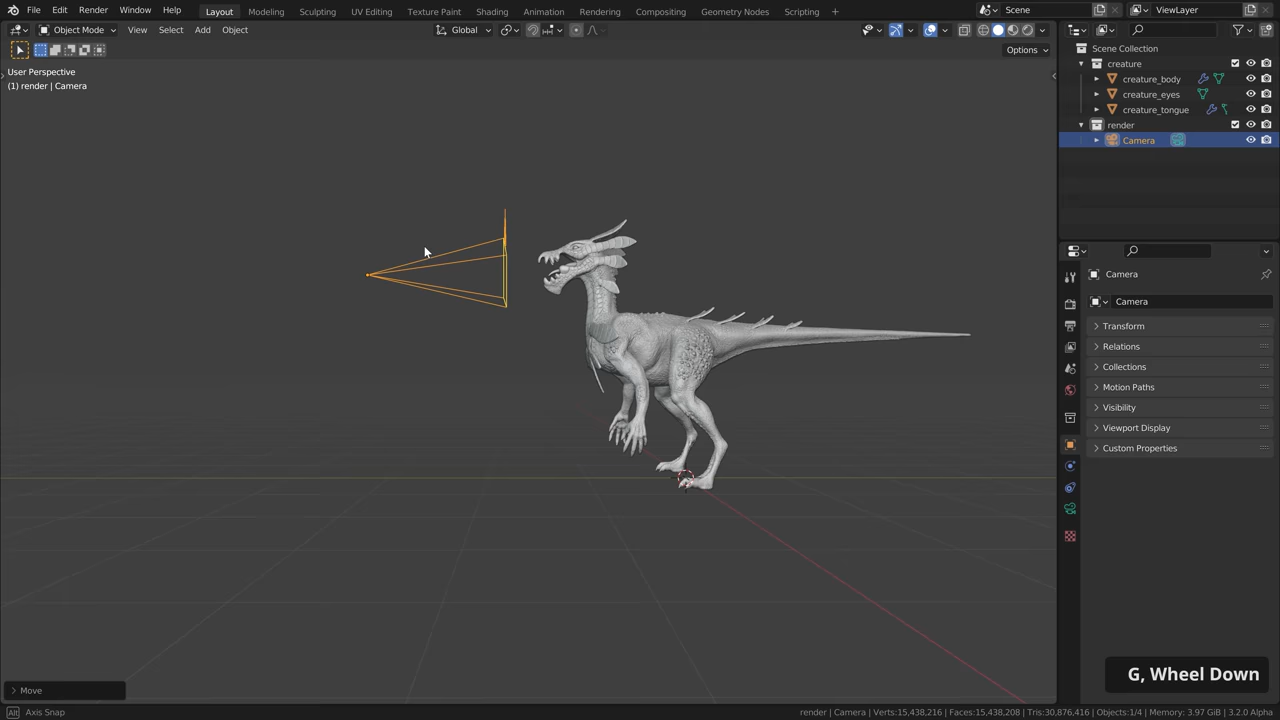 File Edit Render Window Help Layout Modeling Sculpting UV Editing Texture Paint Shading Animation Rendering Compositing Geometry Nodes Scripting + Scene ViewLayer
Object Mode View Select Add Object Global
Options
User Perspective
(1) render | Camera
Scene Collection
creature
creature_body
creature_eyes
creature_tongue
render
Camera
Camera
Camera
Transform
Relations
Collections
Motion Paths
Visibility
Viewport Display
Custom Properties
G, Wheel Down
Move
Alt Axis Snap render | Camera | Verts:15,438,216 | Faces:15,438,208 | Tris:30,876,416 | Objects:1/4 | Memory: 3.97 GiB | 3.2.0 Alpha